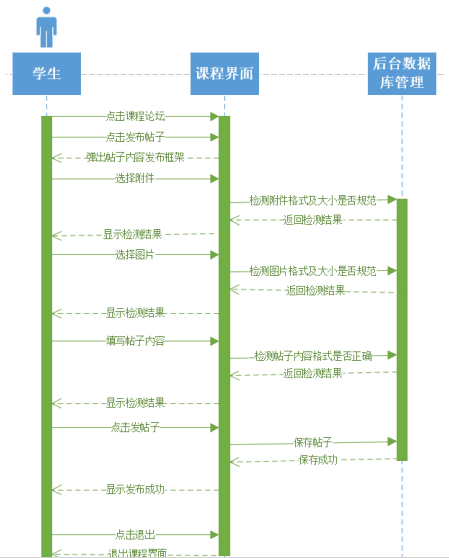 学生
课程界面
后台数据
库管理
点击课程论坛
点击发布帖子
弹出帖子内容发布框架
选择附件
检测附件格式及大小是否规范
返回检测结果
显示检测结果
选择图片
检测图片格式及大小是否规范
返回检测结果
显示检测结果
填写帖子内容
检测帖子内容格式是否正确
返回检测结果
显示检测结果
点击发帖子
保存帖子
保存成功
显示发布成功
点击退出
退出课程界面